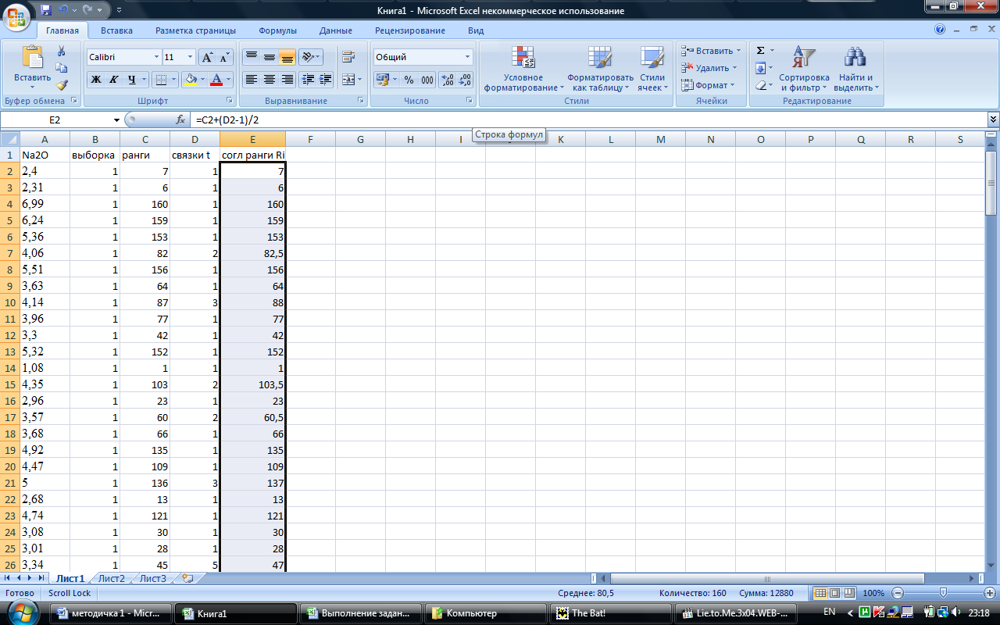 Книга1 - Microsoft Excel некоммерческое использование
Главная Вставка Разметка страницы Формулы Данные Рецензирование Вид
Calibri 11 Общий
Вставить
Ж К Ч % 000
Условное форматирование Форматировать как таблицу Стили ячеек
Вставить Удалить Формат
Сортировка и фильтр Найти и выделить
Буфер обмена Шрифт Выравнивание Число Стили Ячейки Редактирование
E2 fx =C2+(D2-1)/2
Строка формул
A B C D E F G H I K L M N O P Q R S
1 Na2O выборка ранги связки t согл ранги Ri
2 2,4 1 7 1 7
3 2,31 1 6 1 6
4 6,99 1 160 1 160
5 6,24 1 159 1 159
6 5,36 1 153 1 153
7 4,06 1 82 2 82,5
8 5,51 1 156 1 156
9 3,63 1 64 1 64
10 4,14 1 87 3 88
11 3,96 1 77 1 77
12 3,3 1 42 1 42
13 5,32 1 152 1 152
14 1,08 1 1 1 1
15 4,35 1 103 2 103,5
16 2,96 1 23 1 23
17 3,57 1 60 2 60,5
18 3,68 1 66 1 66
19 4,92 1 135 1 135
20 4,47 1 109 1 109
21 5 1 136 3 137
22 2,68 1 13 1 13
23 4,74 1 121 1 121
24 3,08 1 30 1 30
25 3,01 1 28 1 28
26 3,34 1 45 5 47
Лист1 Лист2 Лист3
Готово Scroll Lock Среднее: 80,5 Количество: 160 Сумма: 12880 100%
методичка 1 - Micr... Книга1 Выполнение задан... Компьютер The Bat! Lie.to.Me.3x04.WEB-... EN 23:18